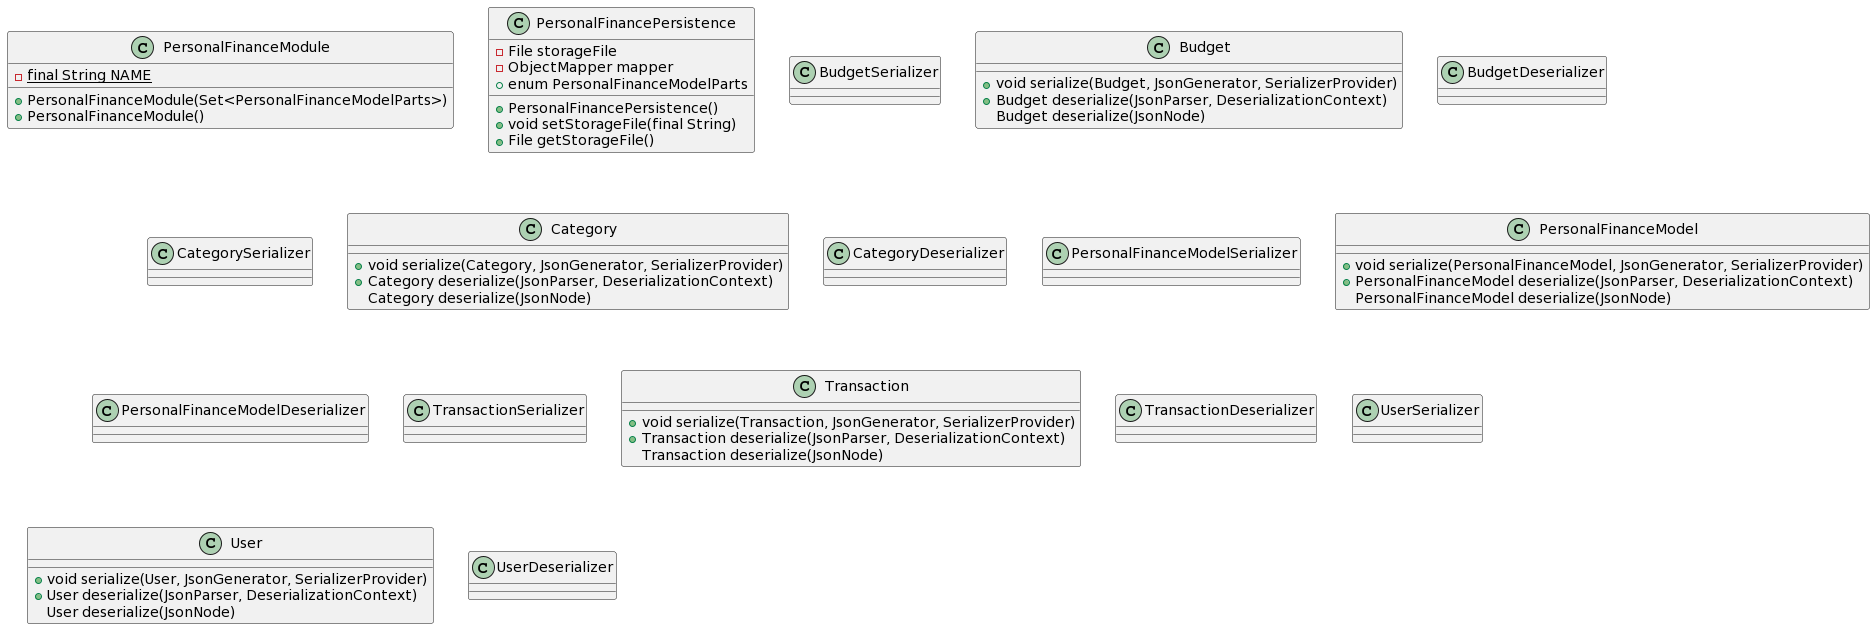 PersonalFinanceModule
final String NAME
PersonalFinanceModule(Set<PersonalFinanceModelParts>)
PersonalFinanceModule()
PersonalFinancePersistence
File storageFile
ObjectMapper mapper
enum PersonalFinanceModelParts
PersonalFinancePersistence()
void setStorageFile(final String)
File getStorageFile()
BudgetSerializer
Budget
void serialize(Budget, JsonGenerator, SerializerProvider)
Budget deserialize(JsonParser, DeserializationContext)
Budget deserialize(JsonNode)
BudgetDeserializer
CategorySerializer
Category
void serialize(Category, JsonGenerator, SerializerProvider)
Category deserialize(JsonParser, DeserializationContext)
Category deserialize(JsonNode)
CategoryDeserializer
PersonalFinanceModelSerializer
PersonalFinanceModel
void serialize(PersonalFinanceModel, JsonGenerator, SerializerProvider)
PersonalFinanceModel deserialize(JsonParser, DeserializationContext)
PersonalFinanceModel deserialize(JsonNode)
PersonalFinanceModelDeserializer
TransactionSerializer
Transaction
void serialize(Transaction, JsonGenerator, SerializerProvider)
Transaction deserialize(JsonParser, DeserializationContext)
Transaction deserialize(JsonNode)
TransactionDeserializer
UserSerializer
User
void serialize(User, JsonGenerator, SerializerProvider)
User deserialize(JsonParser, DeserializationContext)
User deserialize(JsonNode)
UserDeserializer